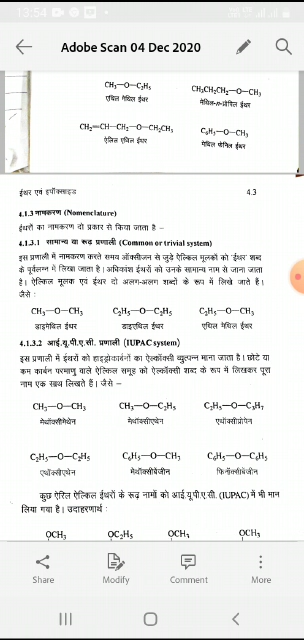 13:54
Adobe Scan 04 Dec 2020
CH₃—O—C₂H₅
एथिल मेथिल ईथर
CH₃CH₂CH₂—O—CH₃
मेथिल-n-प्रोपिल ईथर
CH₂=CH—CH₂—O—CH₂CH₃
ऐलिल एथिल ईथर
C₆H₅—O—CH₃
मेथिल फेनिल ईथर
ईथर एवं इपॉक्साइड
4.3
4.1.3 नामकरण (Nomenclature)
ईथरों का नामकरण दो प्रकार से किया जाता है –
4.1.3.1 सामान्य या रूढ़ प्रणाली (Common or trivial system)
इस प्रणाली में नामकरण करते समय ऑक्सीजन से जुड़े ऐल्किल मूलकों को 'ईथर' शब्द
के पूर्वलग्न में लिखा जाता है। अधिकांश ईथरों को उनके सामान्य नाम से जाना जाता
है। ऐल्किल मूलक एवं ईथर दो अलग-अलग शब्दों के रूप में लिखे जाते हैं।
जैसे :
CH₃—O—CH₃ C₂H₅—O—C₂H₅ C₂H₅—O—CH₃
डाइमेथिल ईथर डाइएथिल ईथर एथिल मेथिल ईथर
4.1.3.2 आई.यू.पी.ए.सी. प्रणाली (IUPAC system)
इस प्रणाली में ईथरों को हाइड्रोकार्बनों का ऐल्कॉक्सी व्युत्पन्न माना जाता है। छोटे या
कम कार्बन परमाणु वाले ऐल्किल समूह को ऐल्कॉक्सी शब्द के रूप में लिखकर पूरा
नाम एक साथ लिखते हैं। जैसे –
CH₃—O—CH₃ CH₃—O—C₂H₅ C₂H₅—O—C₃H₇
मेथॉक्सीमेथेन मेथॉक्सीएथेन एथॉक्सीप्रोपेन
C₂H₅—O—C₂H₅ C₆H₅—O—CH₃ C₆H₅—O—C₆H₅
एथॉक्सीएथेन मेथॉक्सीबेंजीन फिनॉक्सीबेंजीन
कुछ ऐरिल ऐल्किल ईथरों के रूढ़ नामों को आई.यू.पी.ए.सी. (IUPAC) में भी मान
लिया गया है। उदाहरणार्थ :
OCH₃ OC₂H₅ OCH₃ OCH₃
Share
Modify
Comment
More